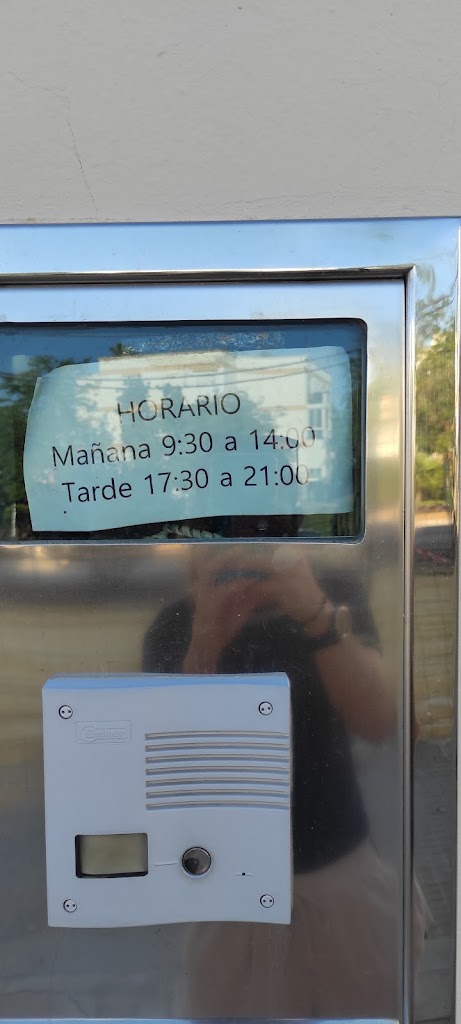 HORARIO
Mañana 9:30 a 14:00
Tarde 17:30 a 21:00